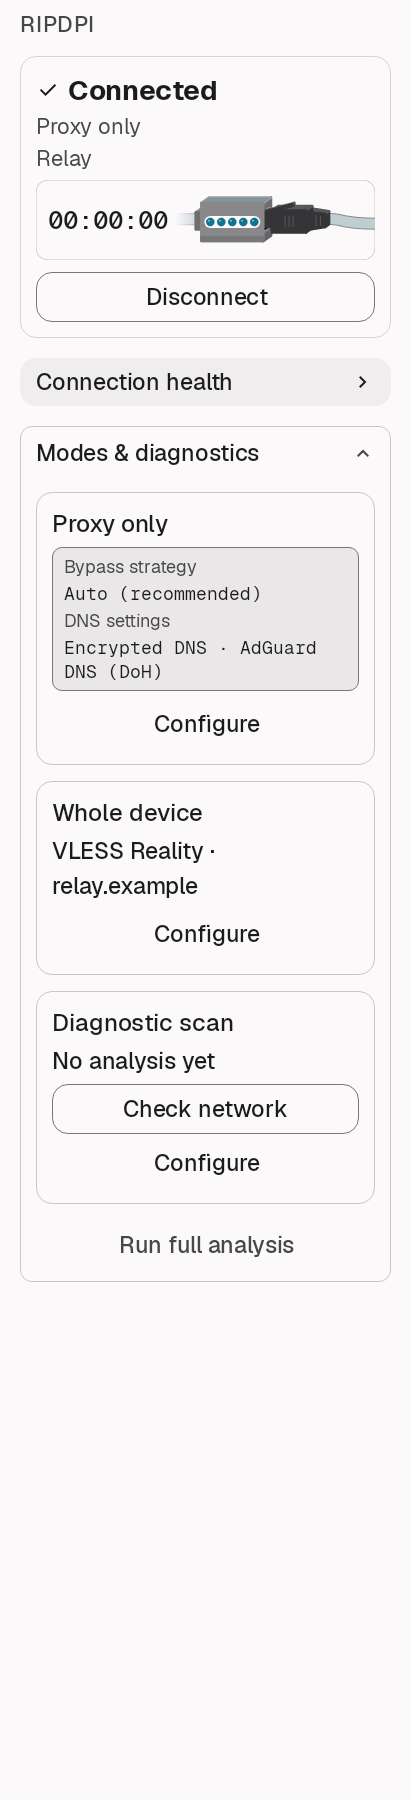 RIPDPI
Connected
Proxy only
Relay
00:00:00
Disconnect
Connection health
Modes & diagnostics
Proxy only
Bypass strategy
Auto (recommended)
DNS settings
Encrypted DNS · AdGuard
DNS (DoH)
Configure
Whole device
VLESS Reality ·
relay.example
Configure
Diagnostic scan
No analysis yet
Check network
Configure
Run full analysis